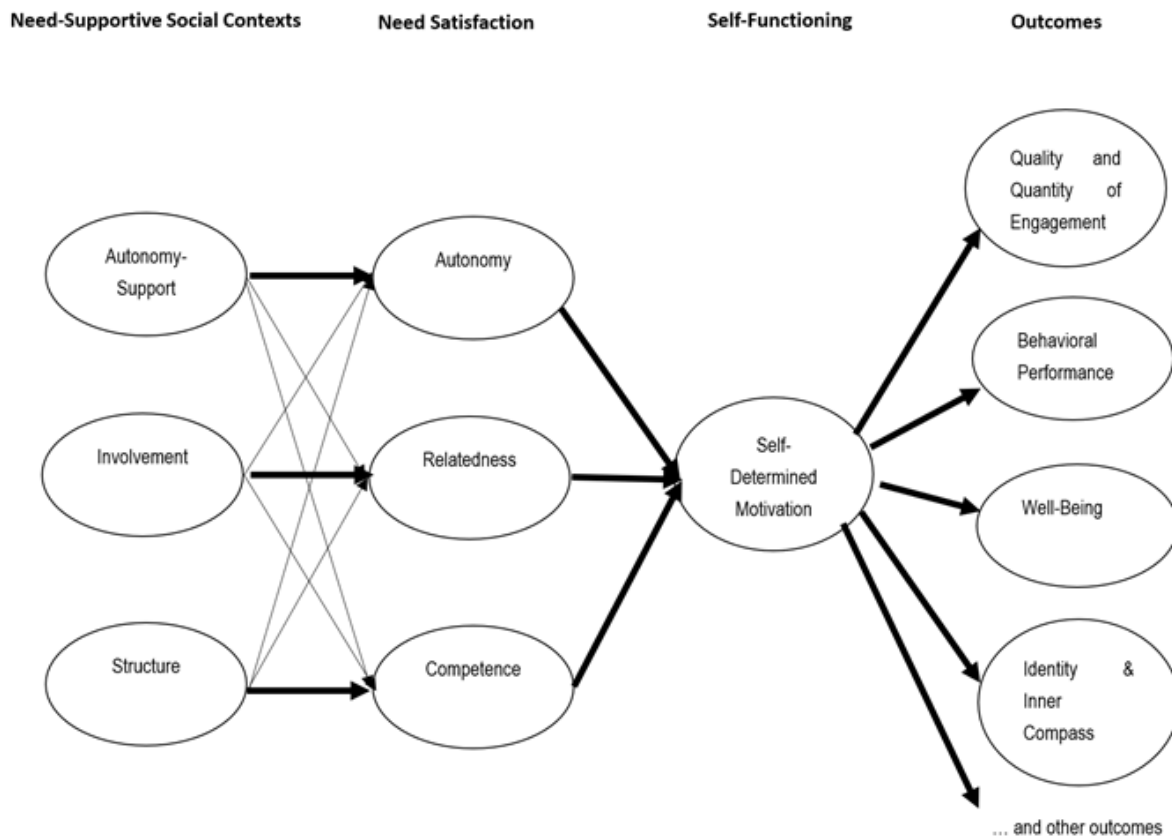 Need-Supportive Social Contexts
Need Satisfaction
Self-Functioning
Outcomes
Autonomy-
Support
Involvement
Structure
Autonomy
Relatedness
Competence
Self-
Determined
Motivation
Quality and
Quantity of
Engagement
Behavioral
Performance
Well-Being
Identity &
Inner
Compass
... and other outcomes